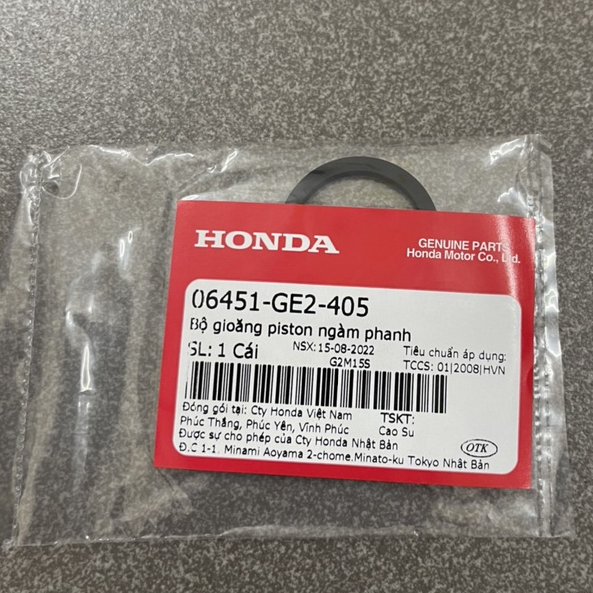 HONDA
GENUINE PARTS
Honda Motor Co., Ltd.
06451-GE2-405
Bộ gioăng piston ngàm phanh
SL: 1 Cái
NSX: 15-08-2022
G2M15S
Tiêu chuẩn áp dụng:
TCCS: 01|2008|HVN
Đóng gói tại: Cty Honda Việt Nam
Phúc Thắng, Phúc Yên, Vĩnh Phúc
TSKT:
Cao Su
Được sự cho phép của Cty Honda Nhật Bản
Đ.C 1-1. Minami Aoyama 2-chome.Minato-ku Tokyo Nhật Bản
OTK